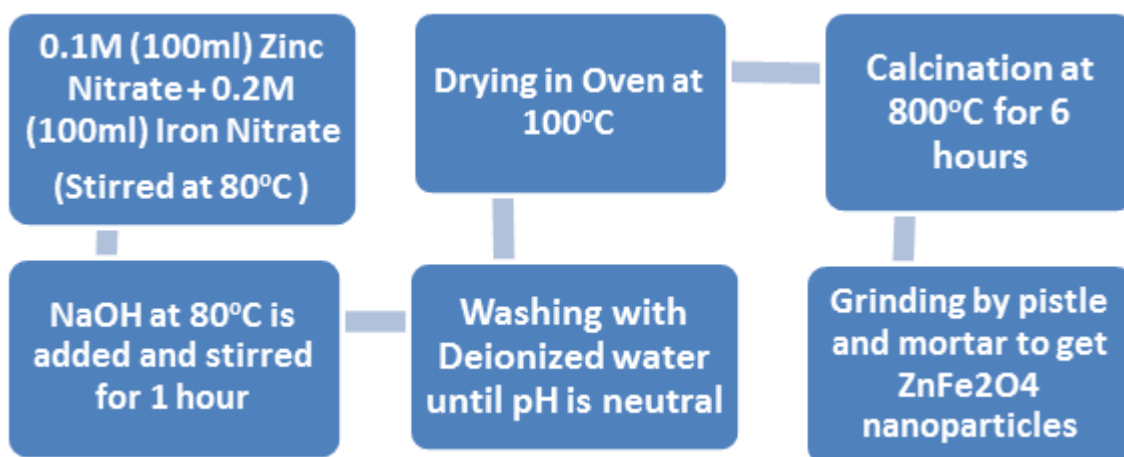 0.1M (100ml) Zinc
Nitrate + 0.2M
(100ml) Iron Nitrate
(Stirred at 80°C )
NaOH at 80°C is
added and stirred
for 1 hour
Washing with
Deionized water
until pH is neutral
Drying in Oven at
100°C
Calcination at
800°C for 6
hours
Grinding by pistle
and mortar to get
ZnFe2O4
nanoparticles